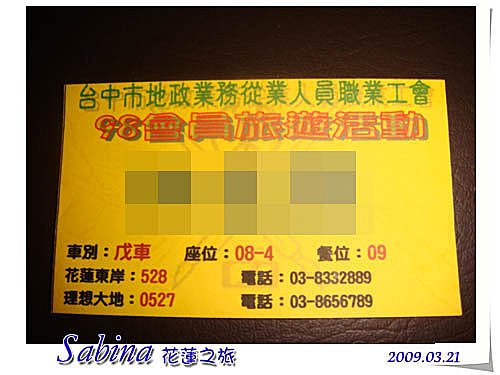 台中市地政業務從業人員職業工會
98會員旅遊活動
車別：戊車 座位：08-4 餐位：09
花蓮東岸：528 電話：03-8332889
理想大地：0527 電話：03-8656789
Sabina 花蓮之旅 2009.03.21